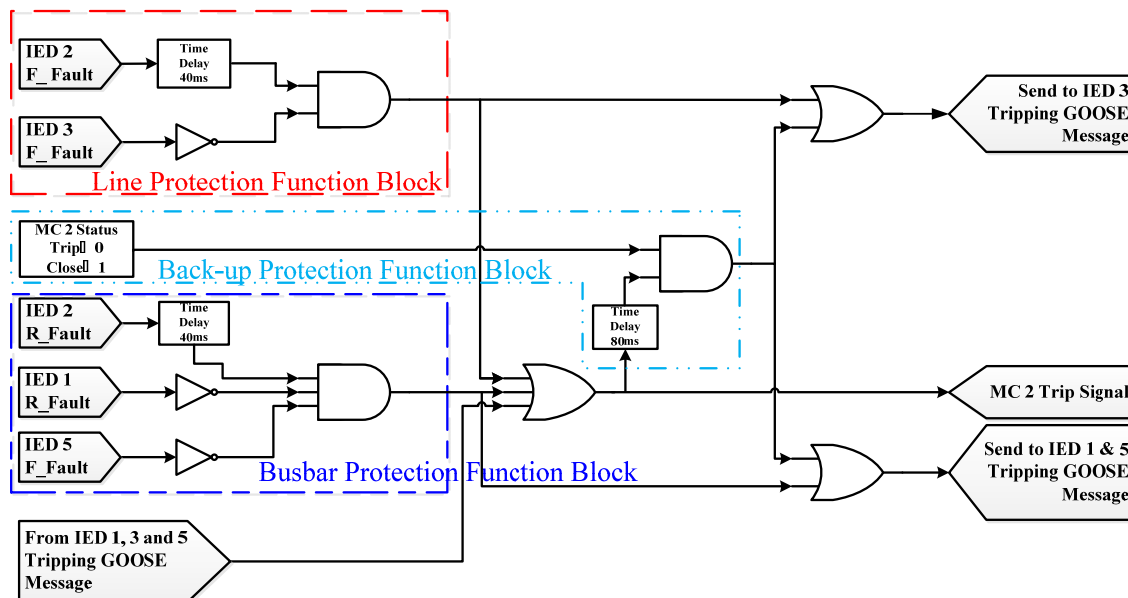 IED 2
F_ Fault
Time
Delay
40ms
IED 3
F_ Fault
Line Protection Function Block
Send to IED 3
Tripping GOOSE
Message
MC 2 Status
Trip▯ 0
Close▯ 1
Back-up Protection Function Block
Time
Delay
80ms
IED 2
R_Fault
Time
Delay
40ms
IED 1
R_Fault
IED 5
F_Fault
Busbar Protection Function Block
MC 2 Trip Signal
Send to IED 1 & 5
Tripping GOOSE
Message
From IED 1, 3 and 5
Tripping GOOSE
Message